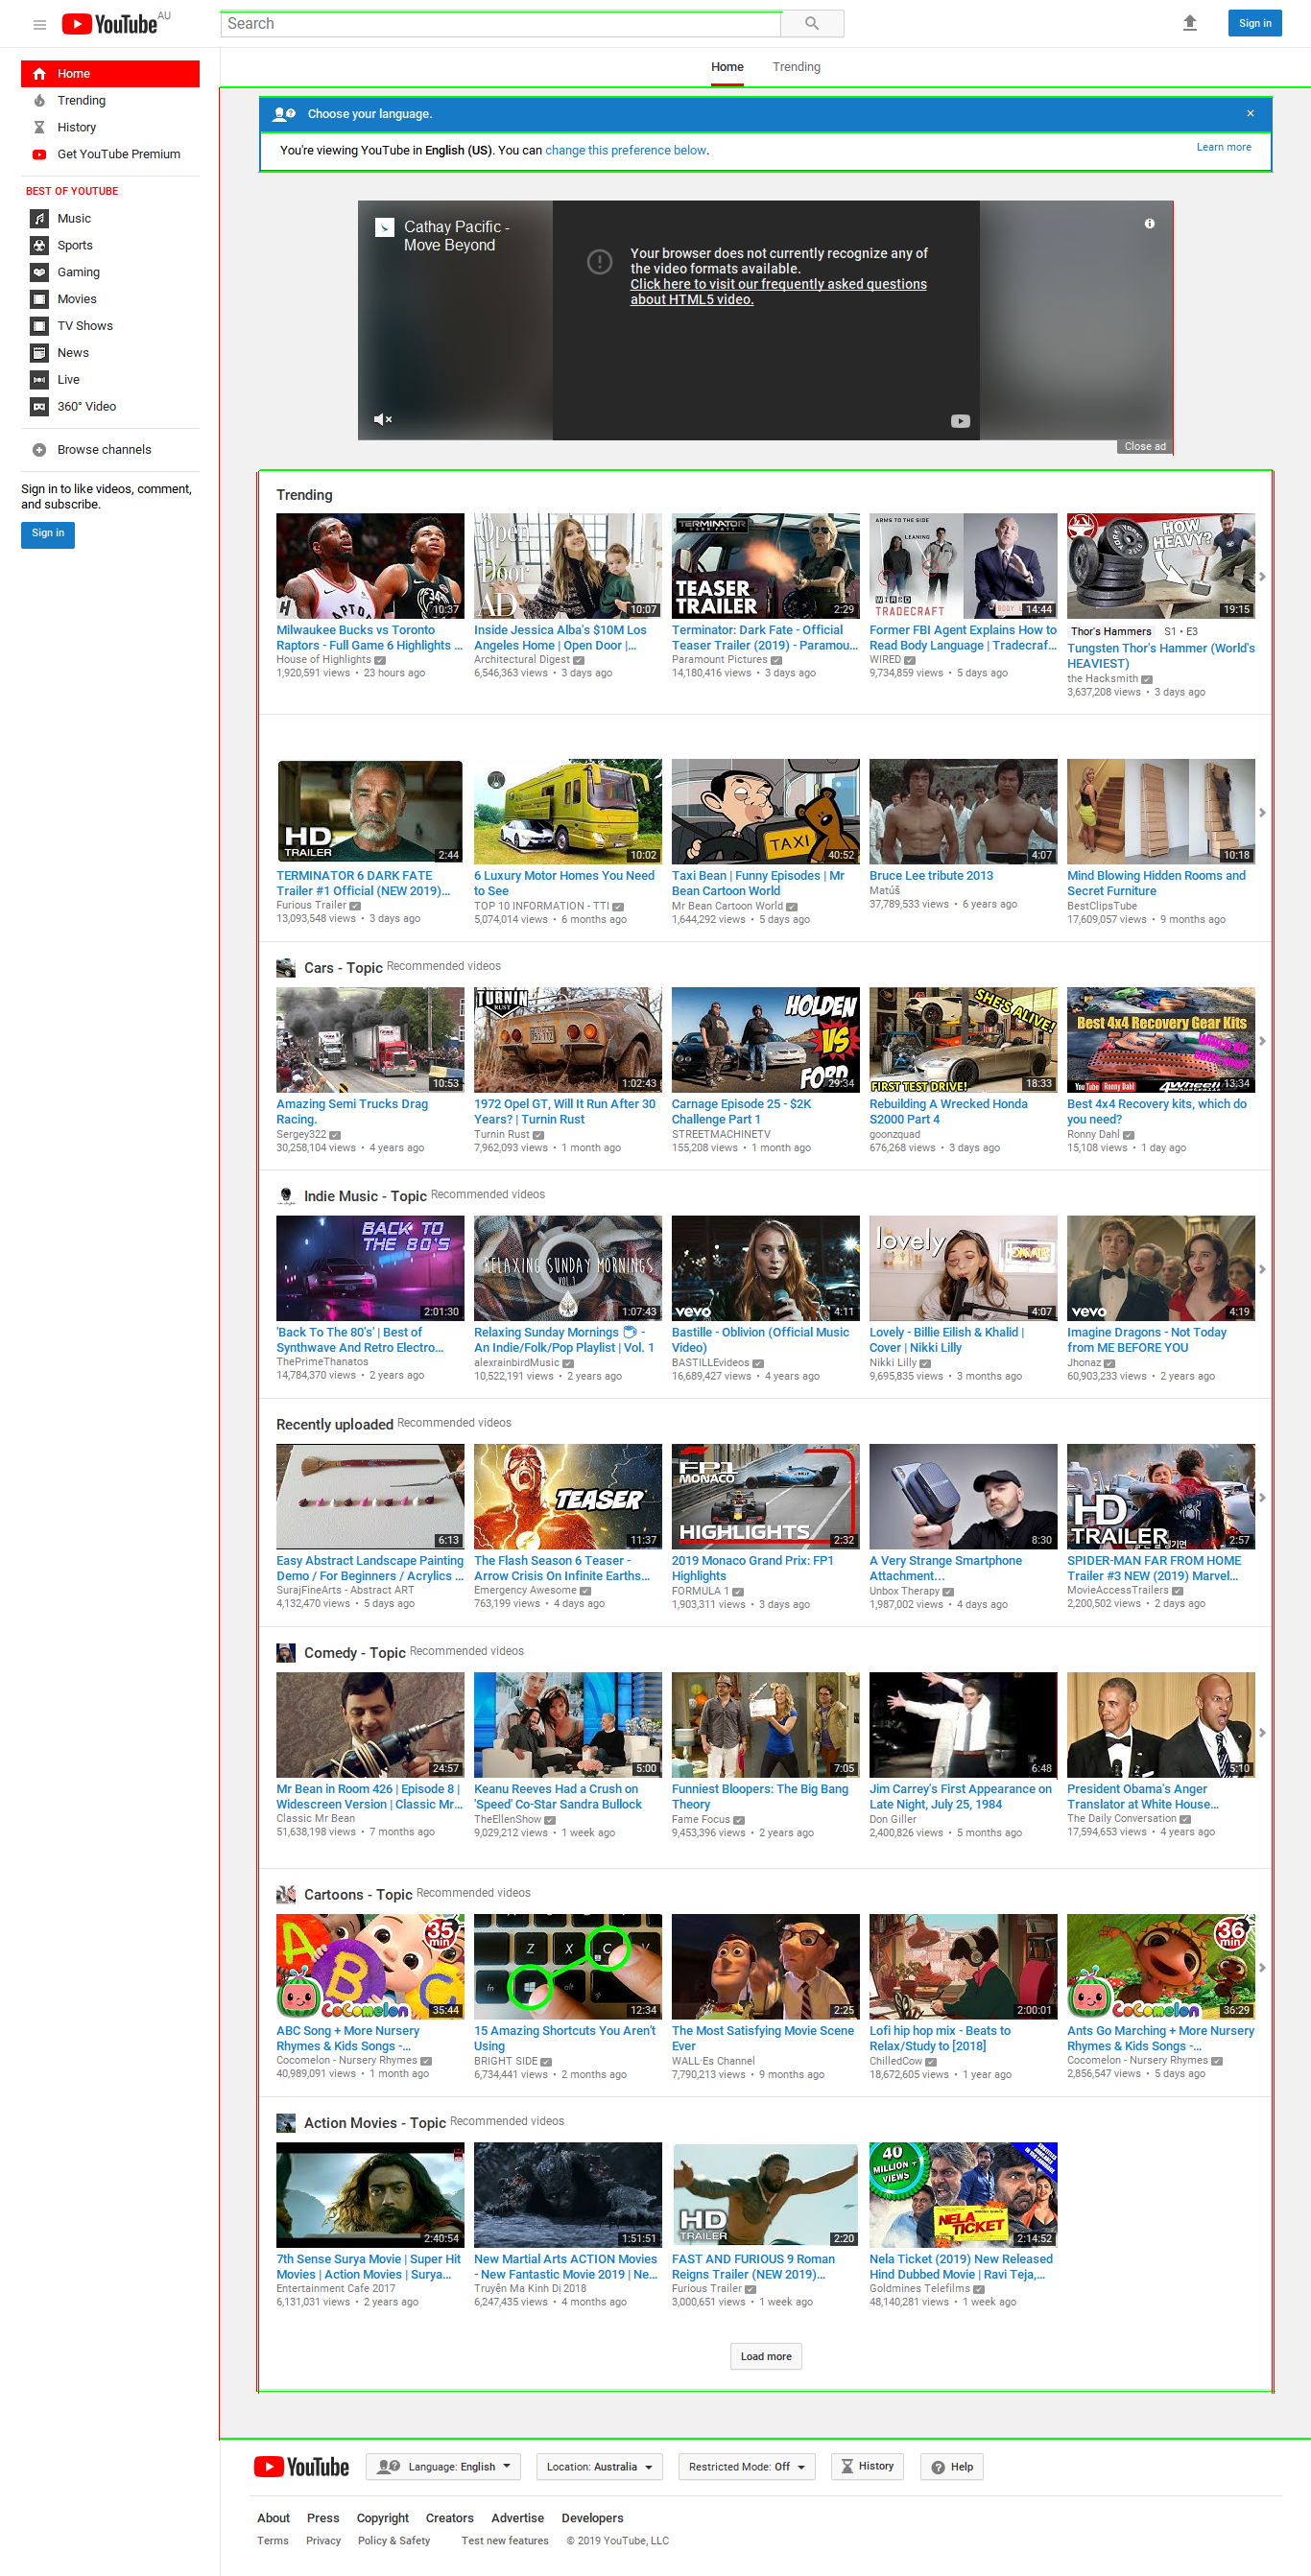 YouTube AU
Search
Sign in
Home
Trending
Home
Trending
History
Get YouTube Premium
BEST OF YOUTUBE
Music
Sports
Gaming
Movies
TV Shows
News
Live
360° Video
Browse channels
Sign in to like videos, comment,
and subscribe.
Sign in
Choose your language.
×
You're viewing YouTube in English (US). You can change this preference below.
Learn more
Cathay Pacific -
Move Beyond
Your browser does not currently recognize any of
the video formats available.
Click here to visit our frequently asked questions
about HTML5 video.
Close ad
Trending
10:37
Milwaukee Bucks vs Toronto
Raptors - Full Game 6 Highlights ...
House of Highlights
1,920,591 views • 23 hours ago
Open
Door
AD
10:07
Inside Jessica Alba's $10M Los
Angeles Home | Open Door |...
Architectural Digest
6,546,363 views • 3 days ago
TERMINATOR
TEASER
TRAILER
2:29
Terminator: Dark Fate - Official
Teaser Trailer (2019) - Paramou...
Paramount Pictures
14,180,416 views • 3 days ago
ARMS TO THE SIDE
LEANING
WIRED
TRADECRAFT
14:44
Former FBI Agent Explains How to
Read Body Language | Tradecraf...
WIRED
9,734,859 views • 5 days ago
HOW
HEAVY?
19:15
Thor's Hammers S1 • E3
Tungsten Thor's Hammer (World's
HEAVIEST)
the Hacksmith
3,637,208 views • 3 days ago
HD
TRAILER
2:44
TERMINATOR 6 DARK FATE
Trailer #1 Official (NEW 2019)...
Furious Trailer
13,093,548 views • 3 days ago
10:02
6 Luxury Motor Homes You Need
to See
TOP 10 INFORMATION - TTI
5,074,014 views • 6 months ago
TAXI
40:52
Taxi Bean | Funny Episodes | Mr
Bean Cartoon World
Mr Bean Cartoon World
1,644,292 views • 5 days ago
4:07
Bruce Lee tribute 2013
Matúš
37,789,533 views • 6 years ago
10:18
Mind Blowing Hidden Rooms and
Secret Furniture
BestClipsTube
17,609,057 views • 9 months ago
Cars - Topic Recommended videos
10:53
Amazing Semi Trucks Drag
Racing.
Sergey322
30,258,104 views • 4 years ago
TURNIN
RUST
1:02:43
1972 Opel GT, Will It Run After 30
Years? | Turnin Rust
Turnin Rust
7,962,093 views • 1 month ago
HOLDEN
VS
FORD
29:34
Carnage Episode 25 - $2K
Challenge Part 1
STREETMACHINETV
155,208 views • 1 month ago
SHE'S ALIVE!
FIRST TEST DRIVE!
18:33
Rebuilding A Wrecked Honda
S2000 Part 4
goonzquad
676,268 views • 3 days ago
Best 4x4 Recovery Gear Kits
YouTube Ronny Dahl
13:34
Best 4x4 Recovery kits, which do
you need?
Ronny Dahl
15,108 views • 1 day ago
Indie Music - Topic Recommended videos
BACK TO
THE 80'S
2:01:30
'Back To The 80's' | Best of
Synthwave And Retro Electro...
ThePrimeThanatos
14,784,370 views • 2 years ago
RELAXING SUNDAY MORNINGS
VOL. 1
1:07:43
Relaxing Sunday Mornings -
An Indie/Folk/Pop Playlist | Vol. 1
alexrainbirdMusic
10,522,191 views • 2 years ago
vevo
4:11
Bastille - Oblivion (Official Music
Video)
BASTILLEvideos
16,689,427 views • 4 years ago
lovely
4:07
Lovely - Billie Eilish & Khalid |
Cover | Nikki Lilly
Nikki Lilly
9,695,835 views • 3 months ago
vevo
4:19
Imagine Dragons - Not Today
from ME BEFORE YOU
Jhonaz
60,903,233 views • 2 years ago
Recently uploaded Recommended videos
6:13
Easy Abstract Landscape Painting
Demo / For Beginners / Acrylics ...
SurajFineArts - Abstract ART
4,132,470 views • 5 days ago
TEASER
11:37
The Flash Season 6 Teaser -
Arrow Crisis On Infinite Earths...
Emergency Awesome
763,199 views • 4 days ago
FP1
MONACO
HIGHLIGHTS
2:32
2019 Monaco Grand Prix: FP1
Highlights
FORMULA 1
1,903,311 views • 3 days ago
8:30
A Very Strange Smartphone
Attachment...
Unbox Therapy
1,987,002 views • 4 days ago
HD
TRAILER
2:57
SPIDER-MAN FAR FROM HOME
Trailer #3 NEW (2019) Marvel...
MovieAccessTrailers
2,200,502 views • 2 days ago
Comedy - Topic Recommended videos
24:57
Mr Bean in Room 426 | Episode 8 |
Widescreen Version | Classic Mr...
Classic Mr Bean
51,638,198 views • 7 months ago
5:00
Keanu Reeves Had a Crush on
'Speed' Co-Star Sandra Bullock
TheEllenShow
9,029,212 views • 1 week ago
7:05
Funniest Bloopers: The Big Bang
Theory
Fame Focus
9,453,396 views • 2 years ago
6:48
Jim Carrey's First Appearance on
Late Night, July 25, 1984
Don Giller
2,400,826 views • 5 months ago
5:10
President Obama's Anger
Translator at White House...
The Daily Conversation
17,594,653 views • 4 years ago
Cartoons - Topic Recommended videos
35 min
ABC
CoComelon
35:44
ABC Song + More Nursery
Rhymes & Kids Songs -...
Cocomelon - Nursery Rhymes
40,989,091 views • 1 month ago
Z X C V
fn
12:34
15 Amazing Shortcuts You Aren't
Using
BRIGHT SIDE
6,734,441 views • 2 months ago
2:25
The Most Satisfying Movie Scene
Ever
WALL·Es Channel
7,790,213 views • 9 months ago
2:00:01
Lofi hip hop mix - Beats to
Relax/Study to [2018]
ChilledCow
18,672,605 views • 1 year ago
36 min
CoComelon
36:29
Ants Go Marching + More Nursery
Rhymes & Kids Songs -...
Cocomelon - Nursery Rhymes
2,856,547 views • 5 days ago
Action Movies - Topic Recommended videos
2:40:54
7th Sense Surya Movie | Super Hit
Movies | Action Movies | Surya...
Entertainment Cafe 2017
6,131,031 views • 2 years ago
1:51:51
New Martial Arts ACTION Movies
- New Fantastic Movie 2019 | Ne...
Truyện Ma Kinh Dị 2018
6,247,435 views • 4 months ago
HD
TRAILER
2:20
FAST AND FURIOUS 9 Roman
Reigns Trailer (NEW 2019)...
Furious Trailer
3,000,651 views • 1 week ago
40
MILLION +
VIEWS
NELA
TICKET
2:14:52
Nela Ticket (2019) New Released
Hind Dubbed Movie | Ravi Teja,...
Goldmines Telefilms
48,140,281 views • 1 week ago
Load more
YouTube
Language: English
Location: Australia
Restricted Mode: Off
History
Help
About Press Copyright Creators Advertise Developers
Terms Privacy Policy & Safety Test new features © 2019 YouTube, LLC